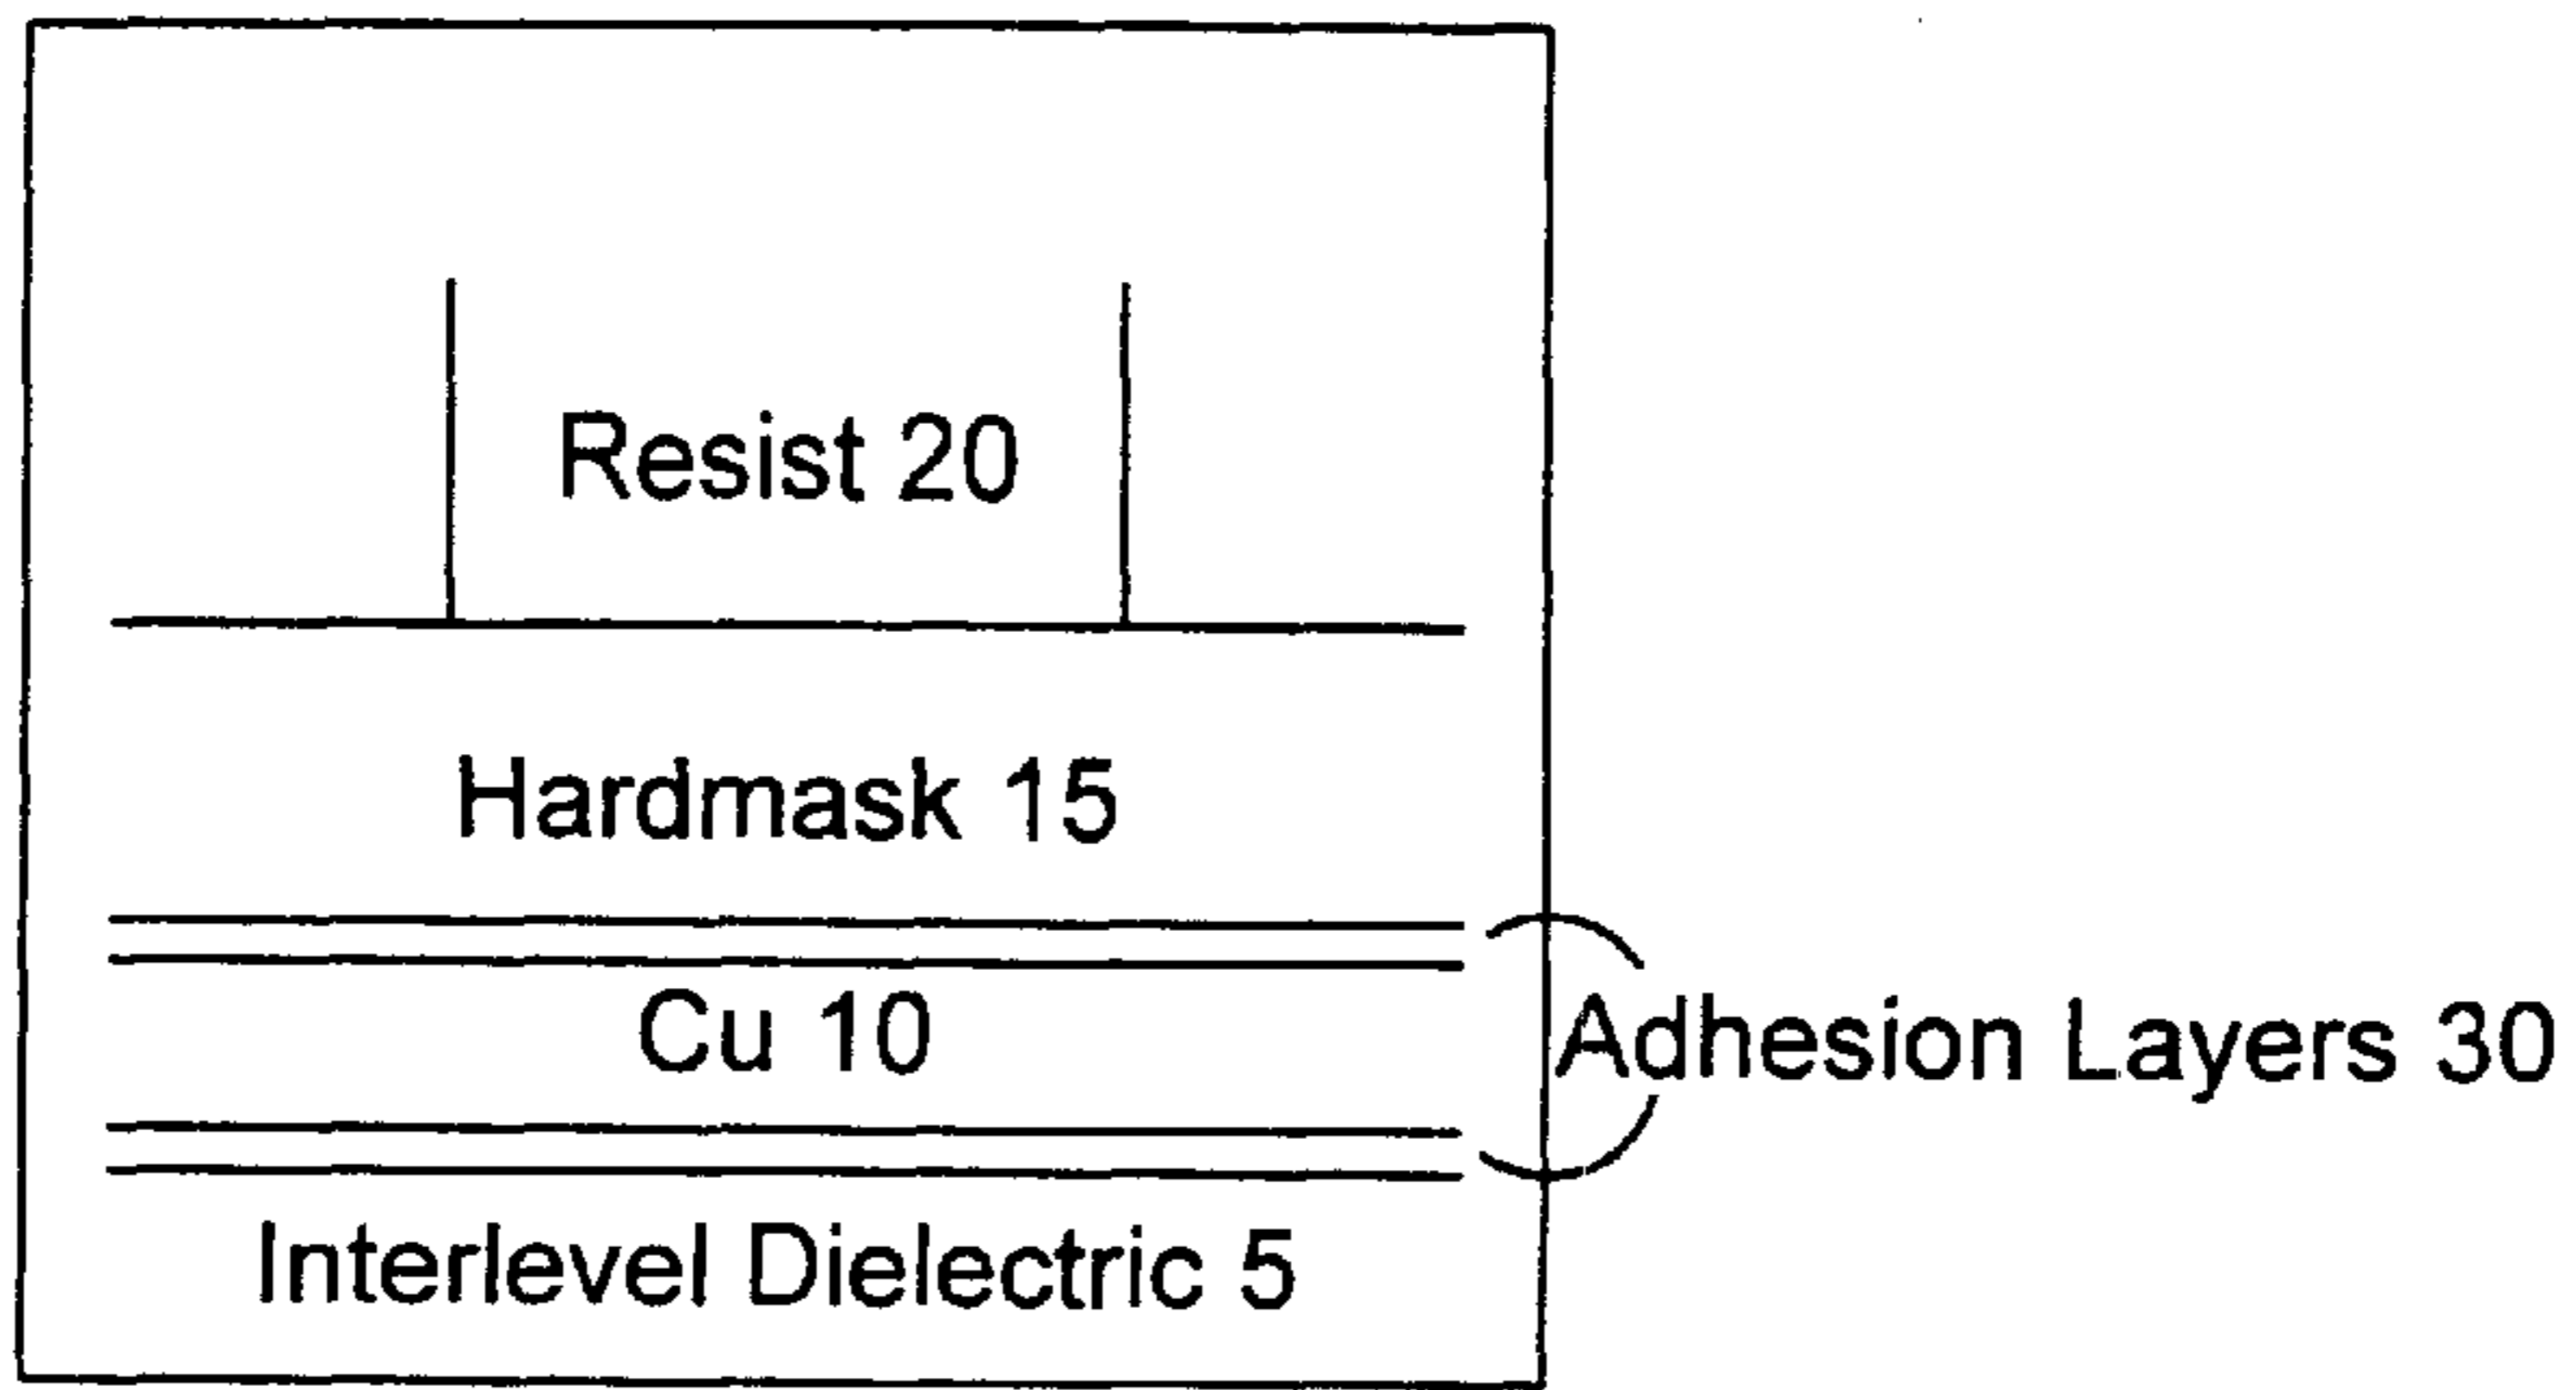 Resist 20
Hardmask 15
Cu 10
Adhesion Layers 30
Interlevel Dielectric 5